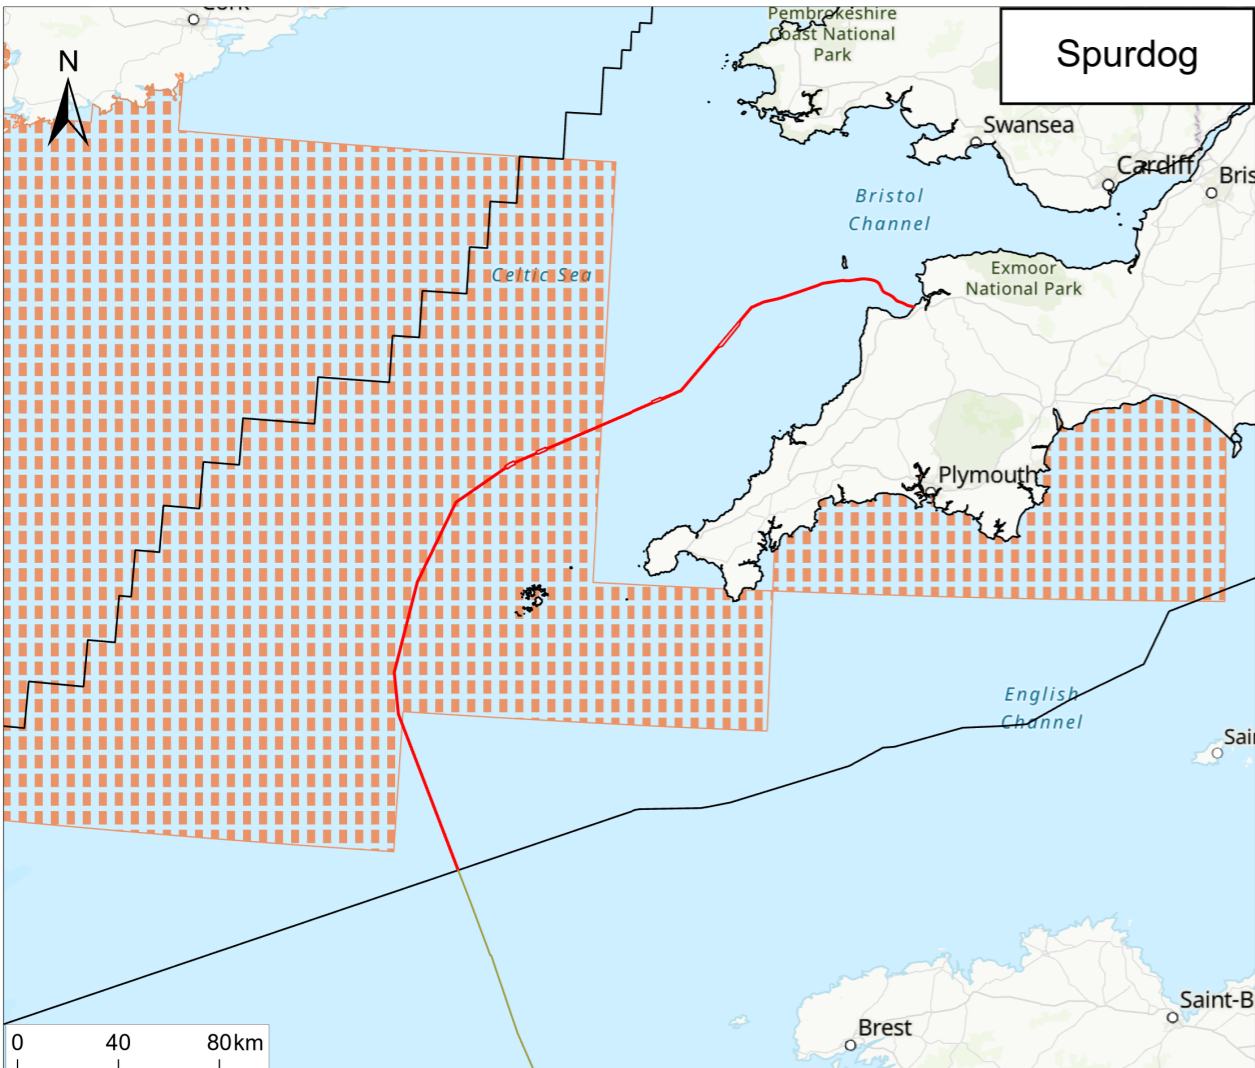 Cork
Pembrokeshire
Coast National
Park
Spurdog
N
Swansea
Cardiff
Bris
Bristol
Channel
Celtic Sea
Exmoor
National Park
Plymouth
English
Channel
Sai
Saint-B
Brest
0 40 80km